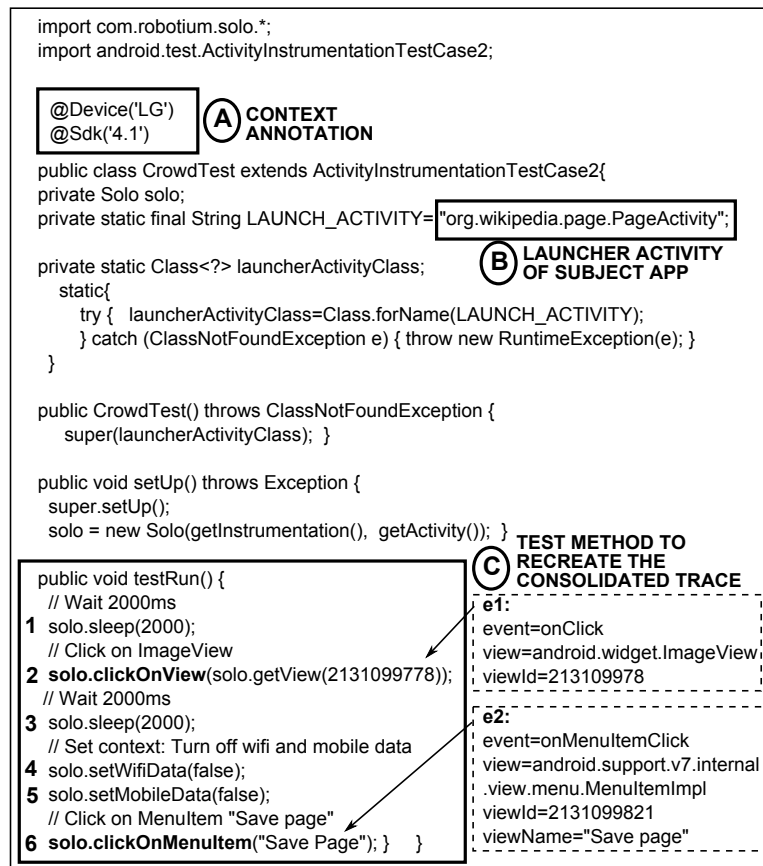 import com.robotium.solo.*;
import android.test.ActivityInstrumentationTestCase2;
@Device('LG')
@Sdk('4.1')
A CONTEXT
ANNOTATION
public class CrowdTest extends ActivityInstrumentationTestCase2{
private Solo solo;
private static final String LAUNCH_ACTIVITY= "org.wikipedia.page.PageActivity";
B LAUNCHER ACTIVITY
OF SUBJECT APP
private static Class<?> launcherActivityClass;
static{
try { launcherActivityClass=Class.forName(LAUNCH_ACTIVITY);
} catch (ClassNotFoundException e) { throw new RuntimeException(e); }
}
public CrowdTest() throws ClassNotFoundException {
super(launcherActivityClass); }
public void setUp() throws Exception {
super.setUp();
solo = new Solo(getInstrumentation(), getActivity()); }
C TEST METHOD TO
RECREATE THE
CONSOLIDATED TRACE
public void testRun() {
// Wait 2000ms
1 solo.sleep(2000);
// Click on ImageView
2 solo.clickOnView(solo.getView(2131099778));
// Wait 2000ms
3 solo.sleep(2000);
// Set context: Turn off wifi and mobile data
4 solo.setWifiData(false);
5 solo.setMobileData(false);
// Click on MenuItem "Save page"
6 solo.clickOnMenuItem("Save Page"); } }
e1:
event=onClick
view=android.widget.ImageView
viewId=213109978
e2:
event=onMenuItemClick
view=android.support.v7.internal
.view.menu.MenuItemImpl
viewId=2131099821
viewName="Save page"